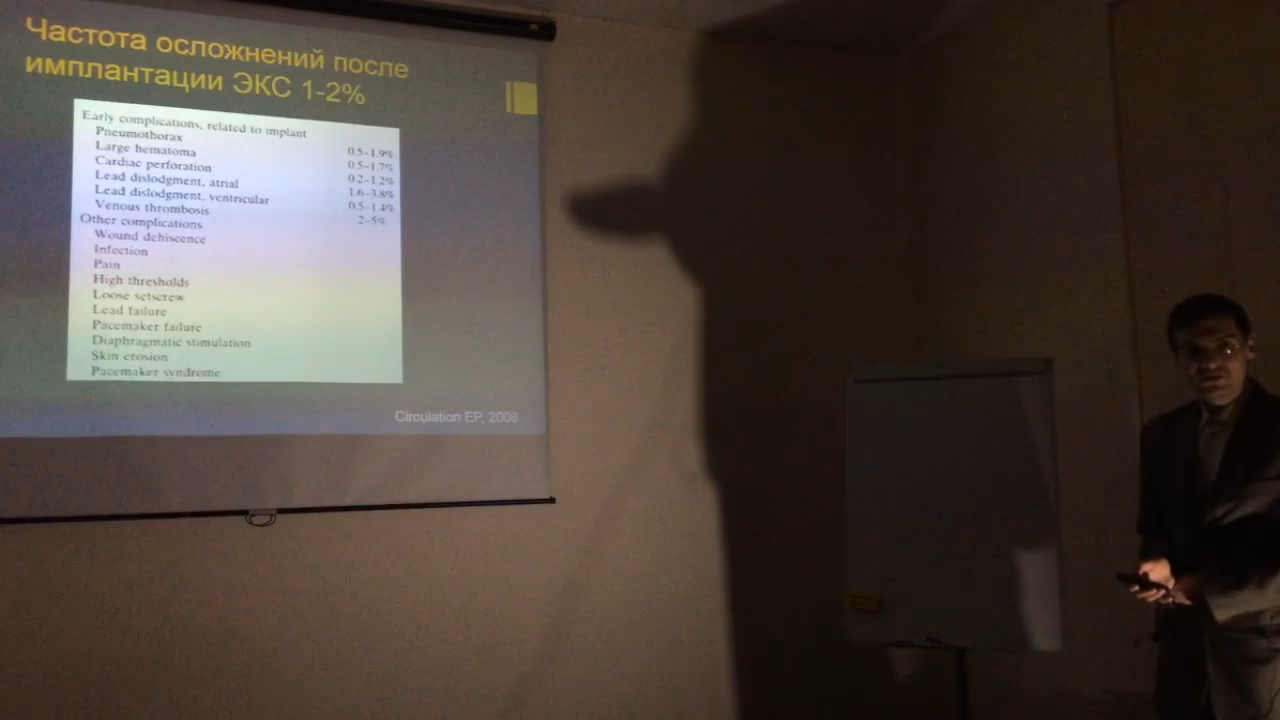 Частота осложнений после
имплантации ЭКС 1-2%
Early complications, related to implant
Pneumothorax 0.5–1.9%
Large hematoma 0.5–1.7%
Cardiac perforation 0.2–1.2%
Lead dislodgment, atrial 1.6–3.8%
Lead dislodgment, ventricular 0.5–1.4%
Venous thrombosis 2–5%
Other complications
Wound dehiscence
Infection
Pain
High thresholds
Loose setscrew
Lead failure
Pacemaker failure
Diaphragmatic stimulation
Skin erosion
Pacemaker syndrome
Circulation EP, 2008